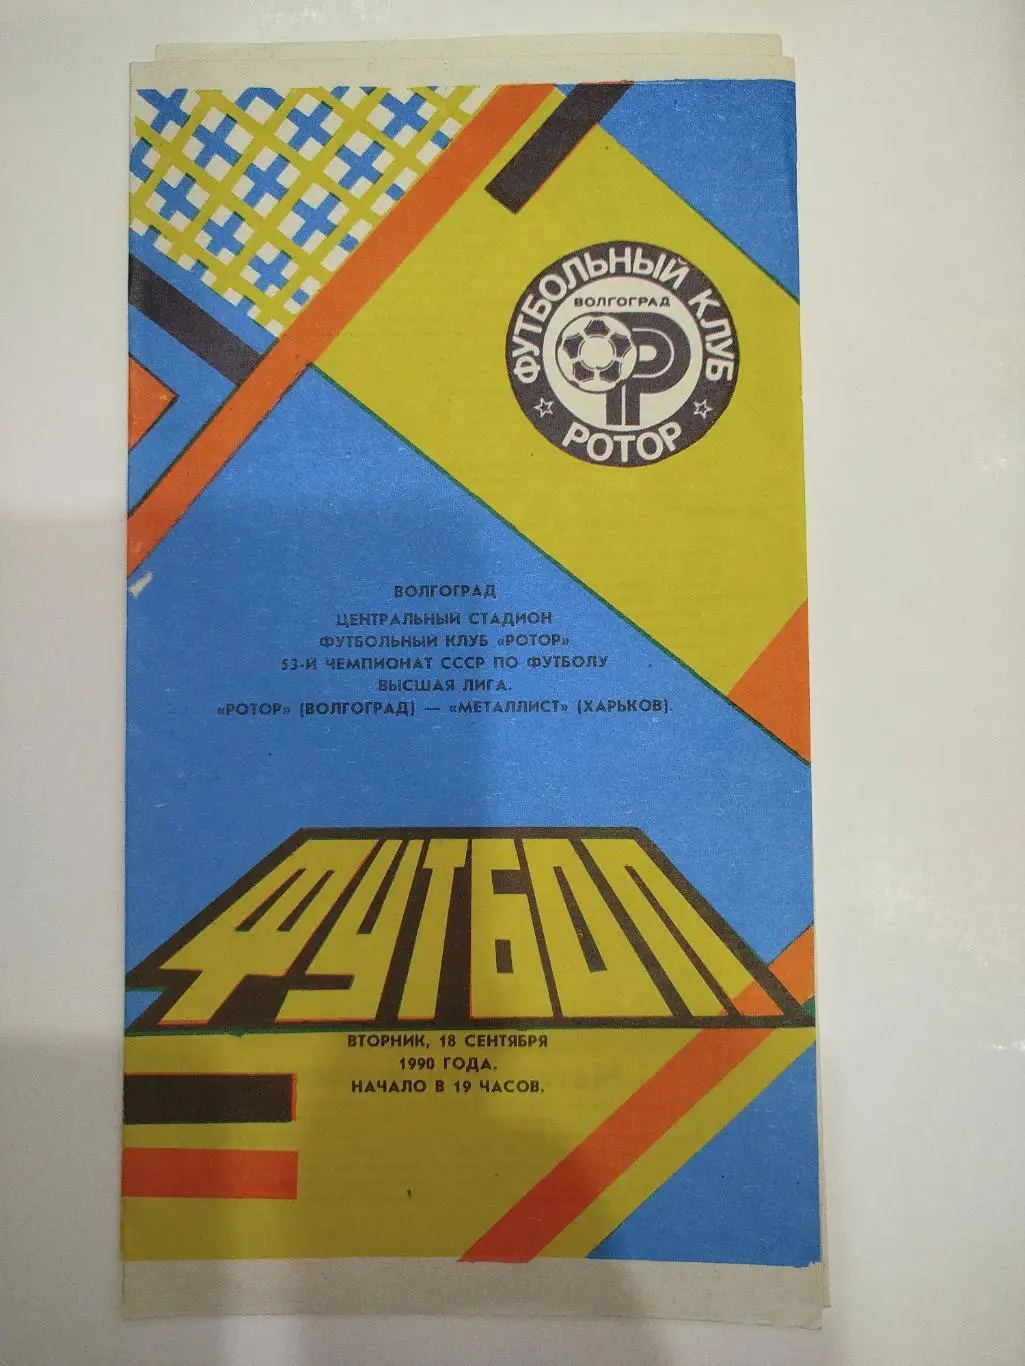 ФУТБОЛЬНЫЙ КЛУБ
ВОЛГОГРАД
Р
РОТОР
ВОЛГОГРАД
ЦЕНТРАЛЬНЫЙ СТАДИОН
ФУТБОЛЬНЫЙ КЛУБ «РОТОР»
53-Й ЧЕМПИОНАТ СССР ПО ФУТБОЛУ
ВЫСШАЯ ЛИГА.
«РОТОР» (ВОЛГОГРАД) — «МЕТАЛЛИСТ» (ХАРЬКОВ).
ФУТБОЛ
ВТОРНИК, 18 СЕНТЯБРЯ
1990 ГОДА.
НАЧАЛО В 19 ЧАСОВ.